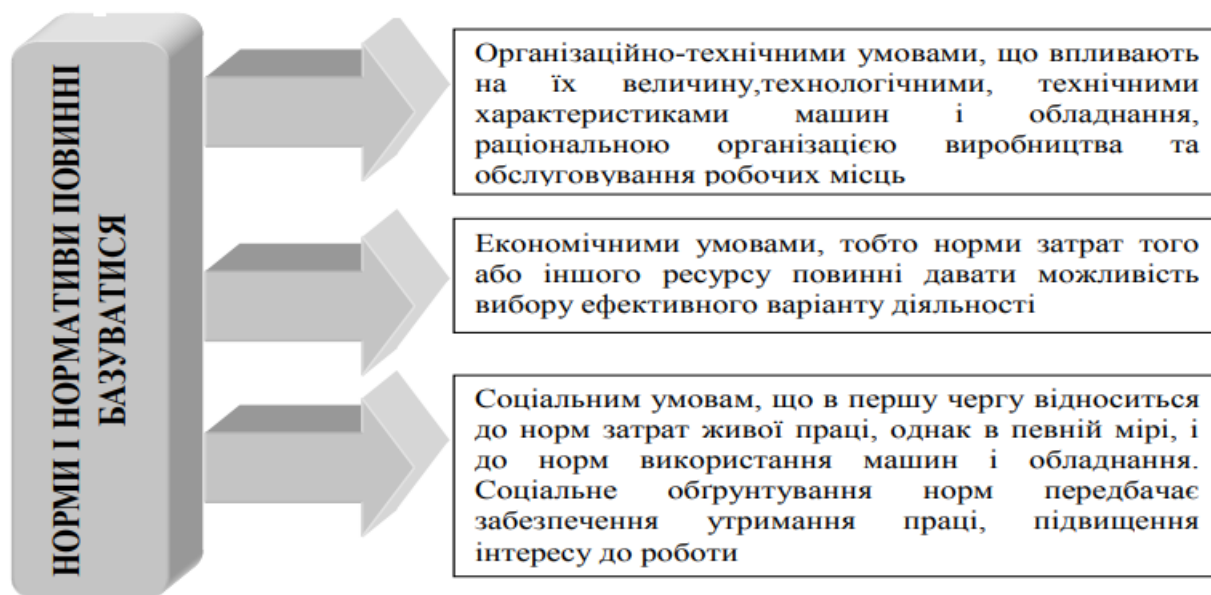 НОРМИ І НОРМАТИВИ ПОВИННІ
БАЗУВАТИСЯ
Організаційно-технічними умовами, що впливають
на їх величину,технологічними, технічними
характеристиками машин і обладнання,
раціональною організацією виробництва та
обслуговування робочих місць
Економічними умовами, тобто норми затрат того
або іншого ресурсу повинні давати можливість
вибору ефективного варіанту діяльності
Соціальним умовам, що в першу чергу відноситься
до норм затрат живої праці, однак в певній мірі, і
до норм використання машин і обладнання.
Соціальне обґрунтування норм передбачає
забезпечення утримання праці, підвищення
інтересу до роботи